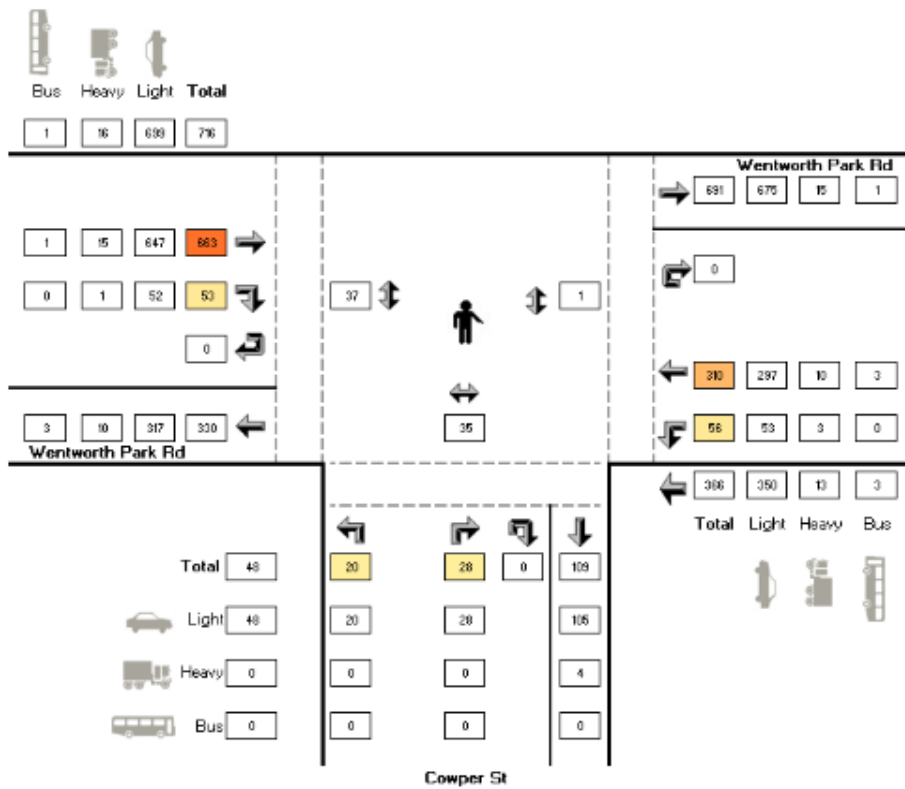 Bus Heavy Light Total
1 16 699 716
Wentworth Park Rd
691 675 15 1
1 15 647 663
0
0 1 52 53
37
1
0
310 297 10 3
3 10 317 330
35
56 53 3 0
Wentworth Park Rd
366 350 13 3
Total Light Heavy Bus
Total 48 20 28 0 109
Light 48 20 28 105
Heavy 0 0 0 4
Bus 0 0 0 0
Cowper St